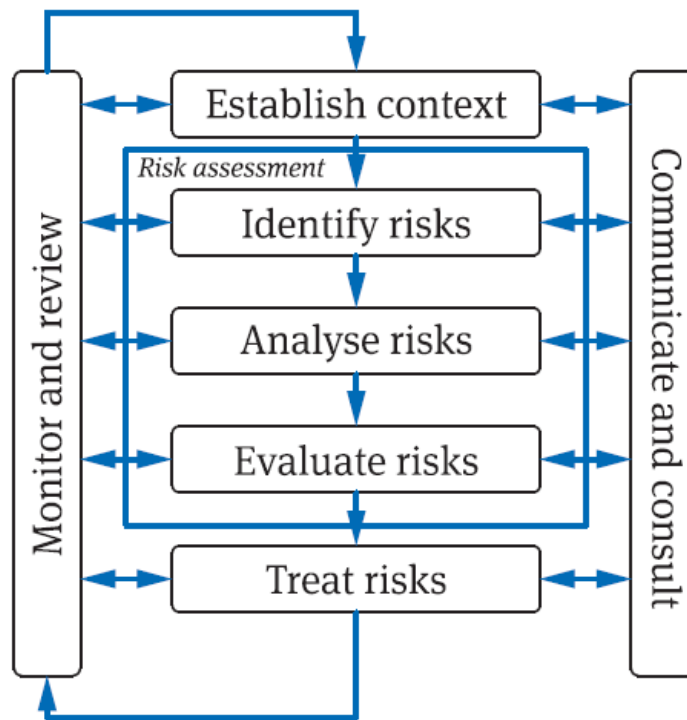 Establish context
Risk assessment
Identify risks
Analyse risks
Evaluate risks
Treat risks
Monitor and review
Communicate and consult